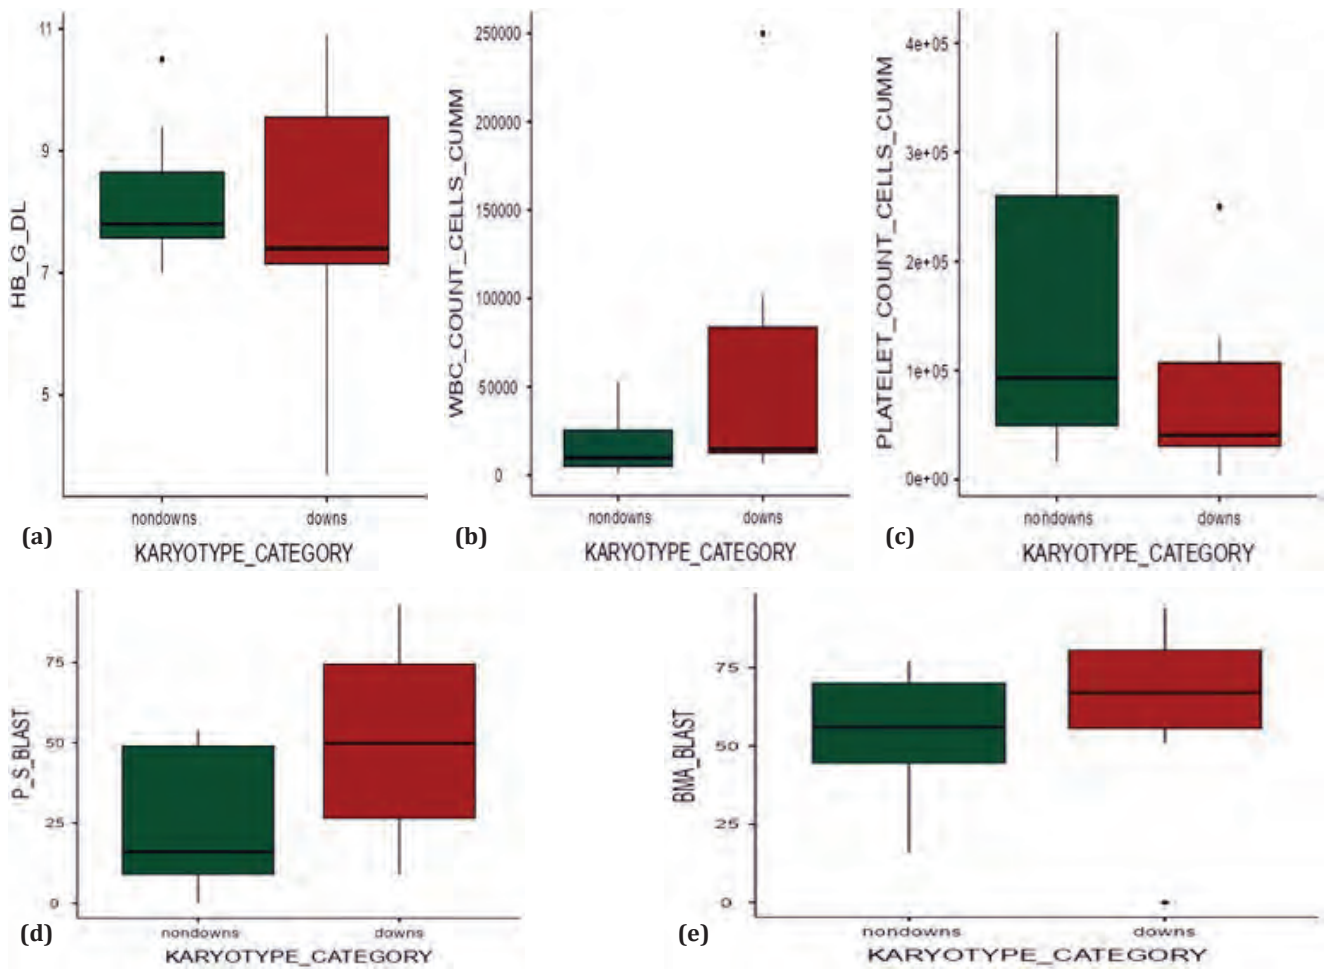 11
9
7
5
HB_G_DL
nondowns downs
(a)
KARYOTYPE_CATEGORY
250000
200000
150000
100000
50000
0
WBC_COUNT_CELLS_CUMM
nondowns downs
(b)
KARYOTYPE_CATEGORY
4e+05
3e+05
2e+05
1e+05
0e+00
PLATELET_COUNT_CELLS_CUMM
nondowns downs
(c)
KARYOTYPE_CATEGORY
75
50
25
0
P_S_BLAST
nondowns downs
(d)
KARYOTYPE_CATEGORY
75
50
25
0
BMA_BLAST
nondowns downs
(e)
KARYOTYPE_CATEGORY